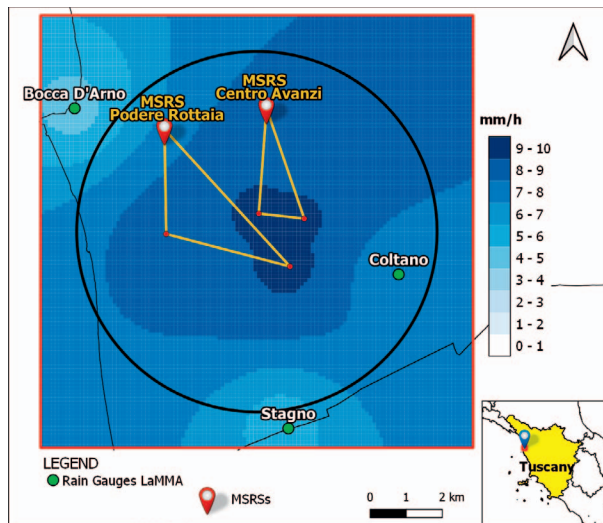 MSRS
Centro Avanzi
Bocca D'Arno
MSRS
Podere Rottaia
mm/h
9 - 10
8 - 9
7 - 8
6 - 7
5 - 6
4 - 5
3 - 4
2 - 3
1 - 2
0 - 1
Coltano
Stagno
Tuscany
LEGEND
Rain Gauges LaMMA
MSRSs
0 1 2 km